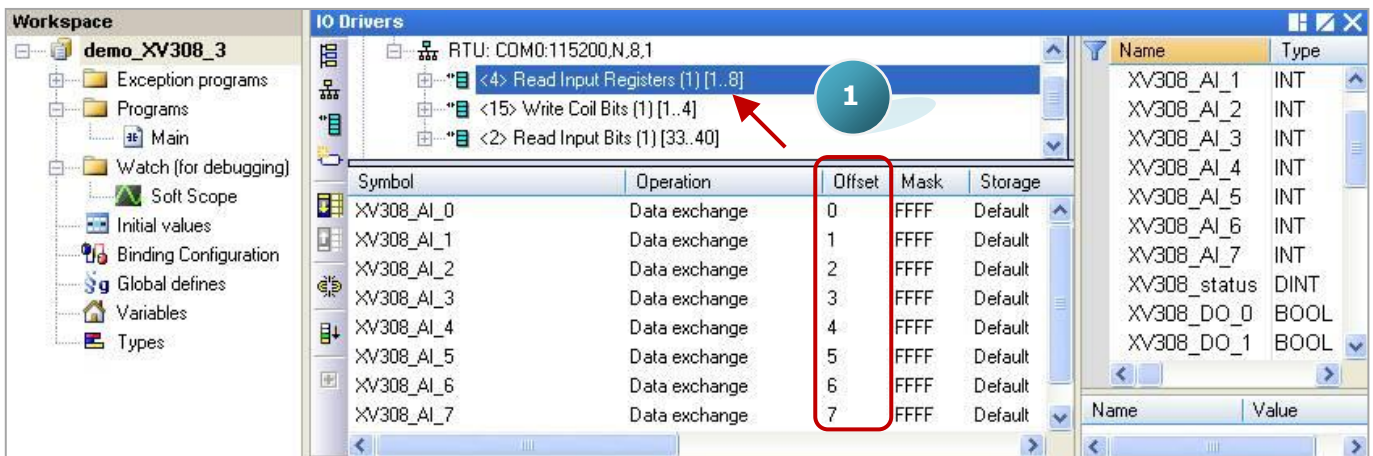 Workspace
demo_XV308_3
Exception programs
Programs
Main
Watch (for debugging)
Soft Scope
Initial values
Binding Configuration
Global defines
Variables
Types
IO Drivers
RTU: COM0:115200,N,8,1
<4> Read Input Registers (1) [1..8]
<15> Write Coil Bits (1) [1..4]
<2> Read Input Bits (1) [33..40]
1
Symbol Operation Offset Mask Storage
XV308_AI_0 Data exchange 0 FFFF Default
XV308_AI_1 Data exchange 1 FFFF Default
XV308_AI_2 Data exchange 2 FFFF Default
XV308_AI_3 Data exchange 3 FFFF Default
XV308_AI_4 Data exchange 4 FFFF Default
XV308_AI_5 Data exchange 5 FFFF Default
XV308_AI_6 Data exchange 6 FFFF Default
XV308_AI_7 Data exchange 7 FFFF Default
Name Type
XV308_AI_1 INT
XV308_AI_2 INT
XV308_AI_3 INT
XV308_AI_4 INT
XV308_AI_5 INT
XV308_AI_6 INT
XV308_AI_7 INT
XV308_status DINT
XV308_DO_0 BOOL
XV308_DO_1 BOOL
Name Value